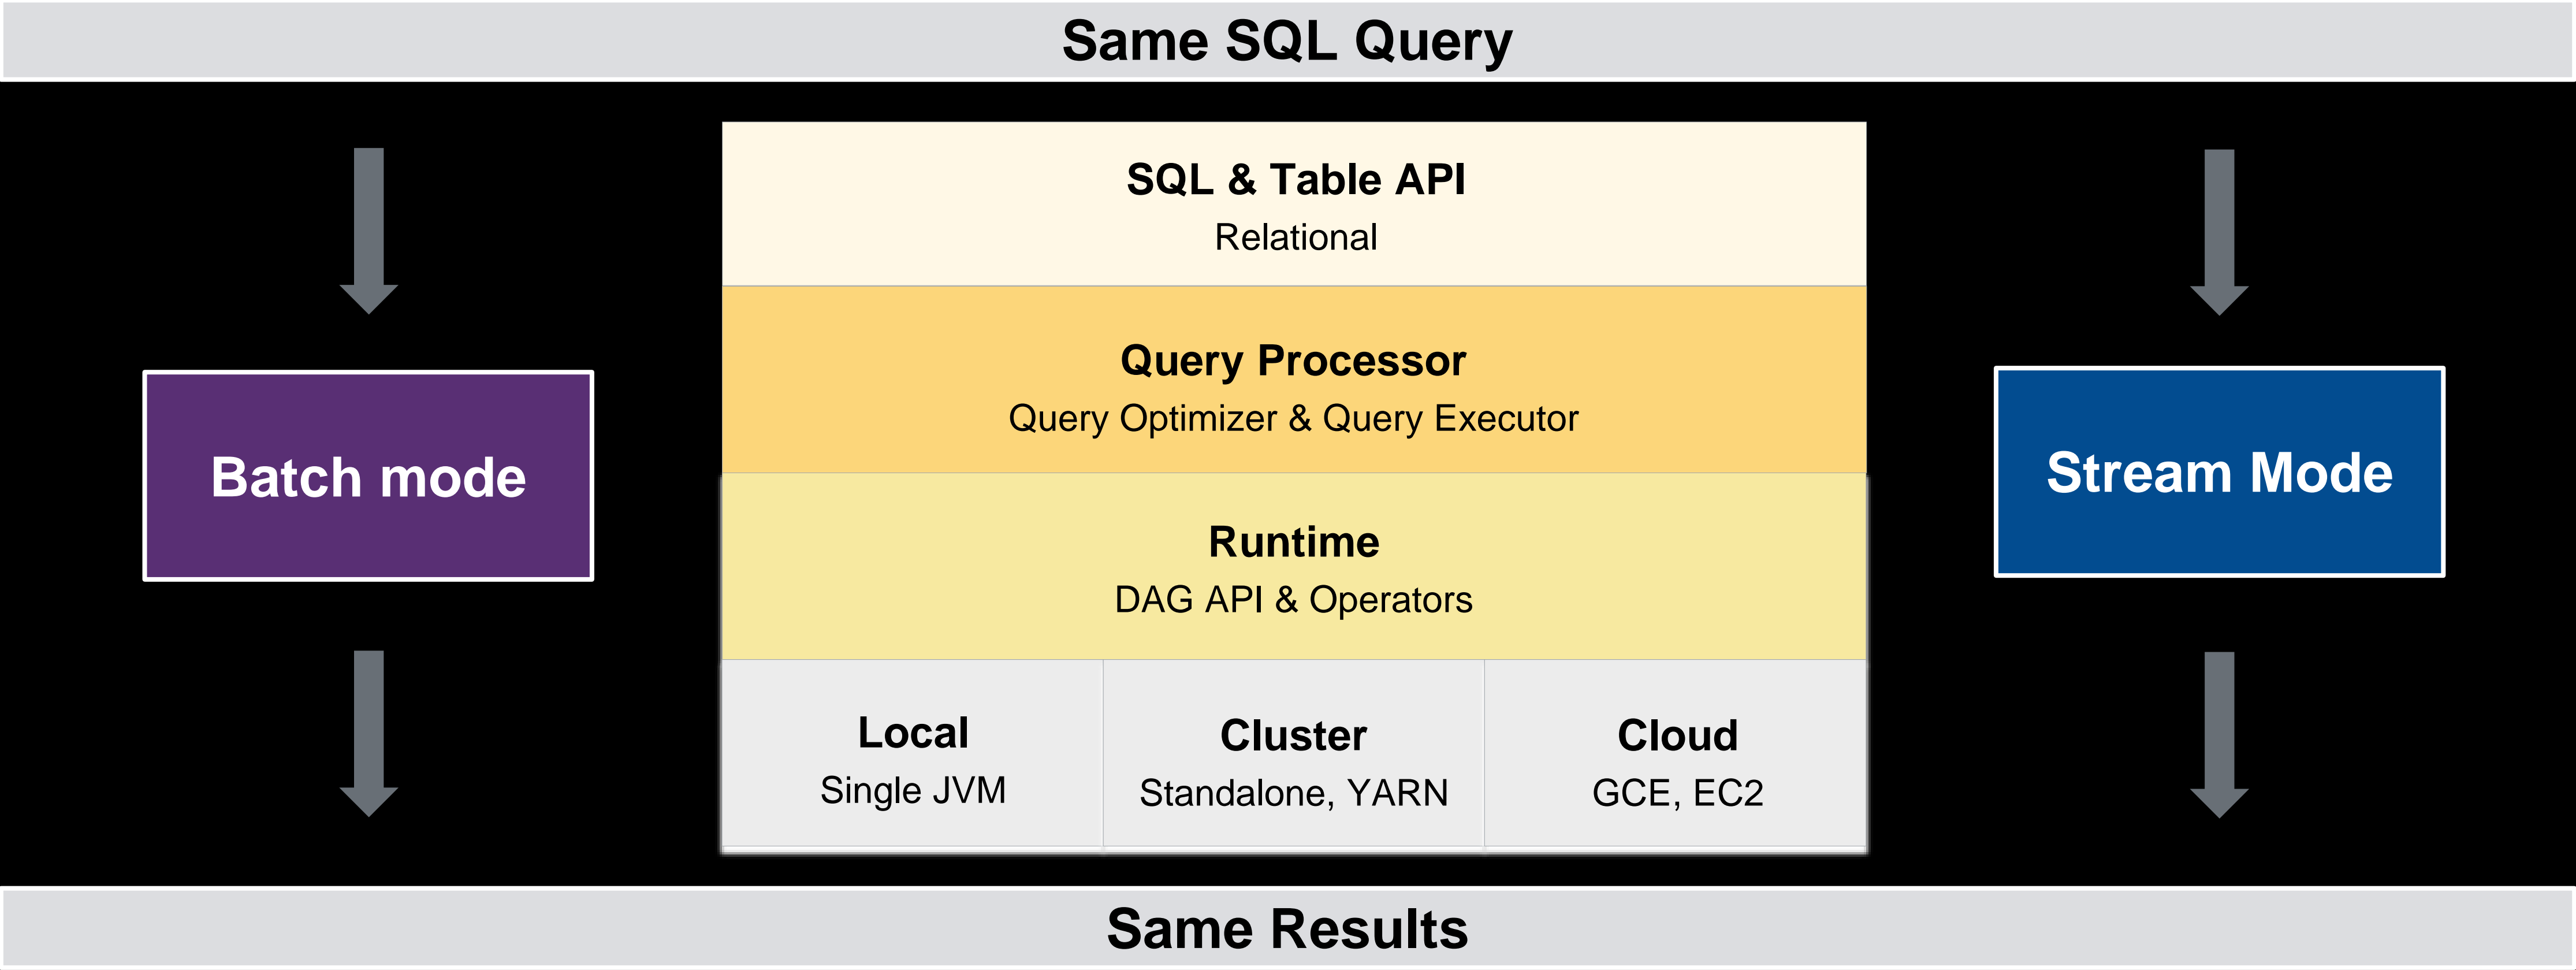 Same SQL Query
SQL & Table API
Relational
Query Processor
Query Optimizer & Query Executor
Batch mode
Stream Mode
Runtime
DAG API & Operators
Local
Single JVM
Cluster
Standalone, YARN
Cloud
GCE, EC2
Same Results